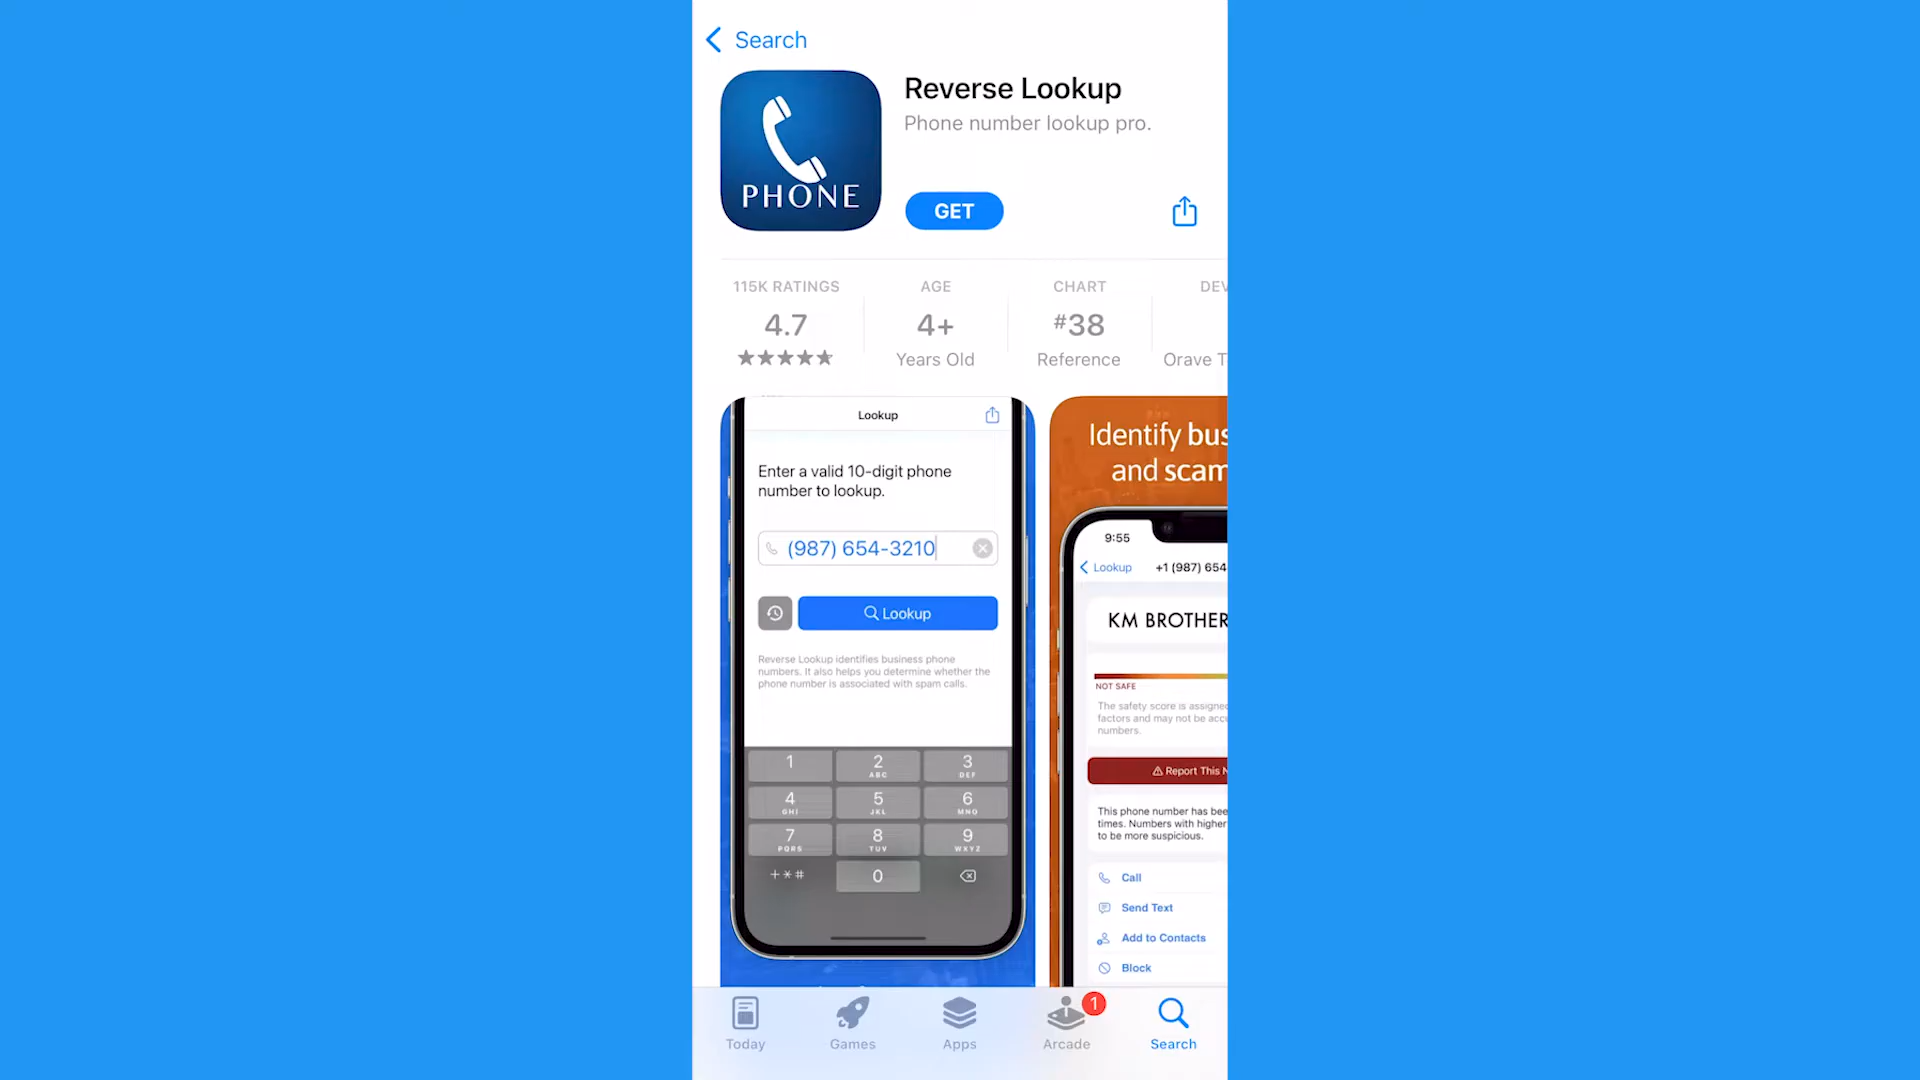 Search
Reverse Lookup
Phone number lookup pro.
PHONE
GET
115K RATINGS
4.7
AGE
4+
Years Old
CHART
#38
Reference
Orave
Lookup
Enter a valid 10-digit phone
number to lookup.
(987) 654-3210
Lookup
Reverse Lookup identifies business phone
numbers. It also helps you determine whether the
phone number is associated with spam calls.
1
2
ABC
3
DEF
4
GHI
5
JKL
6
MNO
7
PQRS
8
TUV
9
WXYZ
+*#
0
Identify
and scam
9:55
Lookup
+1 (987) 654
KM
NOT SAFE
The safety score is
factors and may not be
numbers.
Report This
This phone number has
times. Numbers with higher
to be more suspicious.
Call
Send Text
Add to Contacts
Block
Today
Games
Apps
Arcade
1
Search